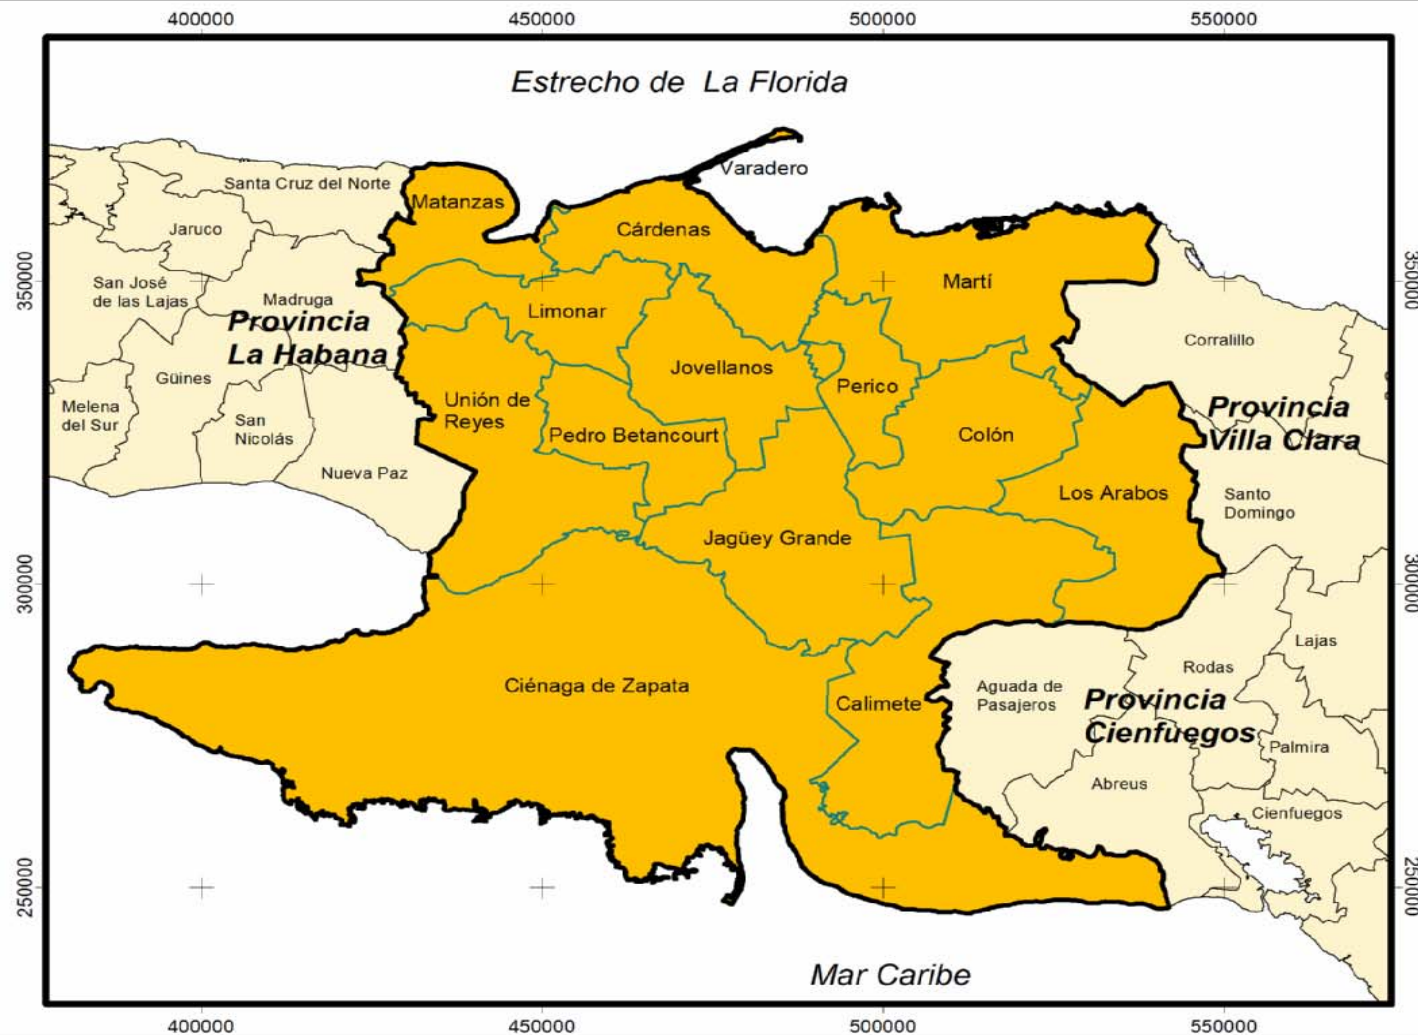 400000
450000
500000
550000
Estrecho de  La Florida
Varadero
Santa Cruz del Norte
Matanzas
Jaruco
Cárdenas
350000
350000
San José
de las Lajas
Madruga
Martí
Limonar
Provincia
La Habana
Corralillo
Jovellanos
Güines
Perico
Unión de
Reyes
Melena
del Sur
San
Nicolás
Provincia
Villa Clara
Pedro Betancourt
Colón
Nueva Paz
Los Arabos
Santo
Domingo
Jagüey Grande
300000
300000
Lajas
Rodas
Ciénaga de Zapata
Aguada de
Pasajeros
Calimete
Provincia
Cienfuegos
Palmira
Abreus
Cienfuegos
250000
250000
Mar Caribe
400000
450000
500000
550000